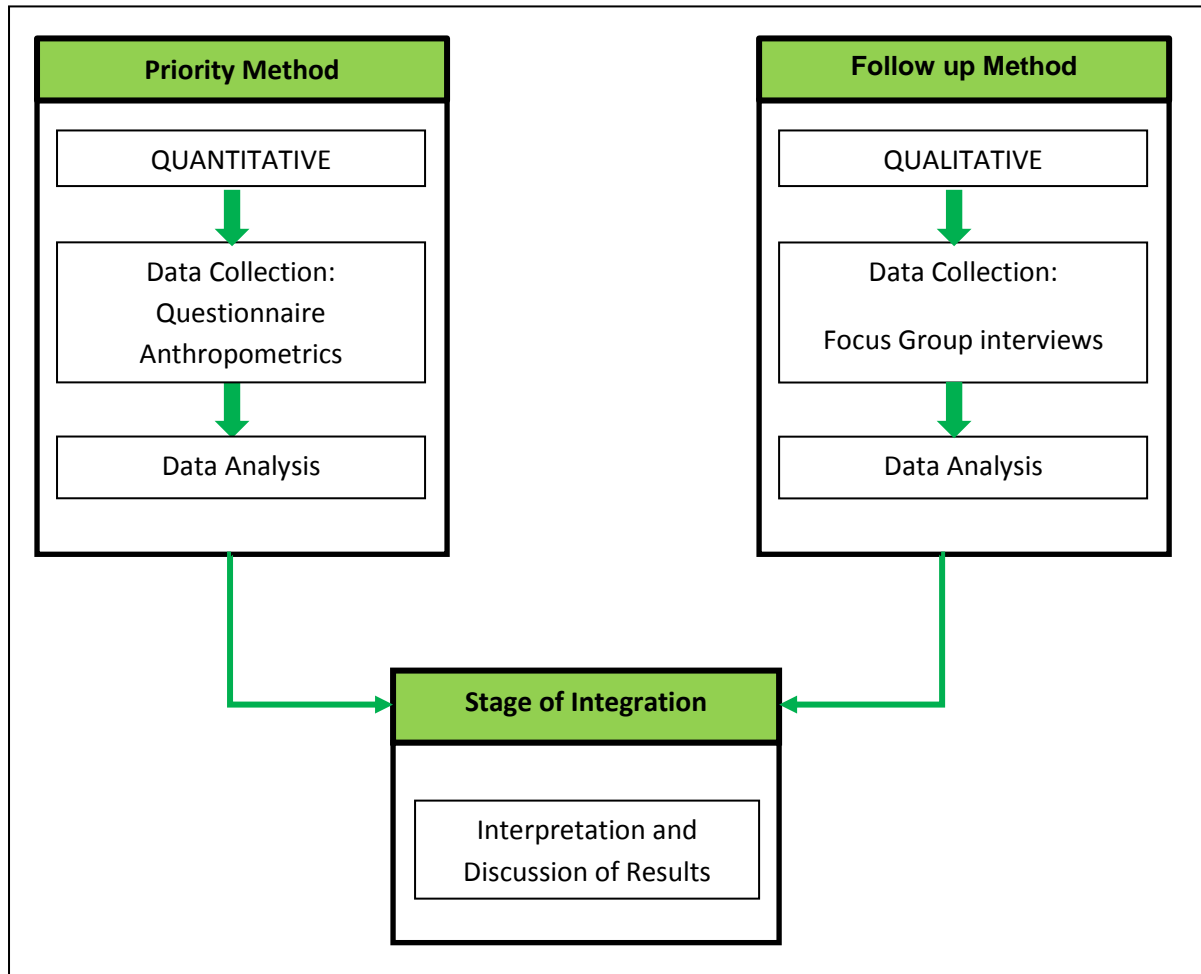 Priority Method
QUANTITATIVE
Data Collection:
Questionnaire
Anthropometrics
Data Analysis
Follow up Method
QUALITATIVE
Data Collection:
Focus Group interviews
Data Analysis
Stage of Integration
Interpretation and
Discussion of Results